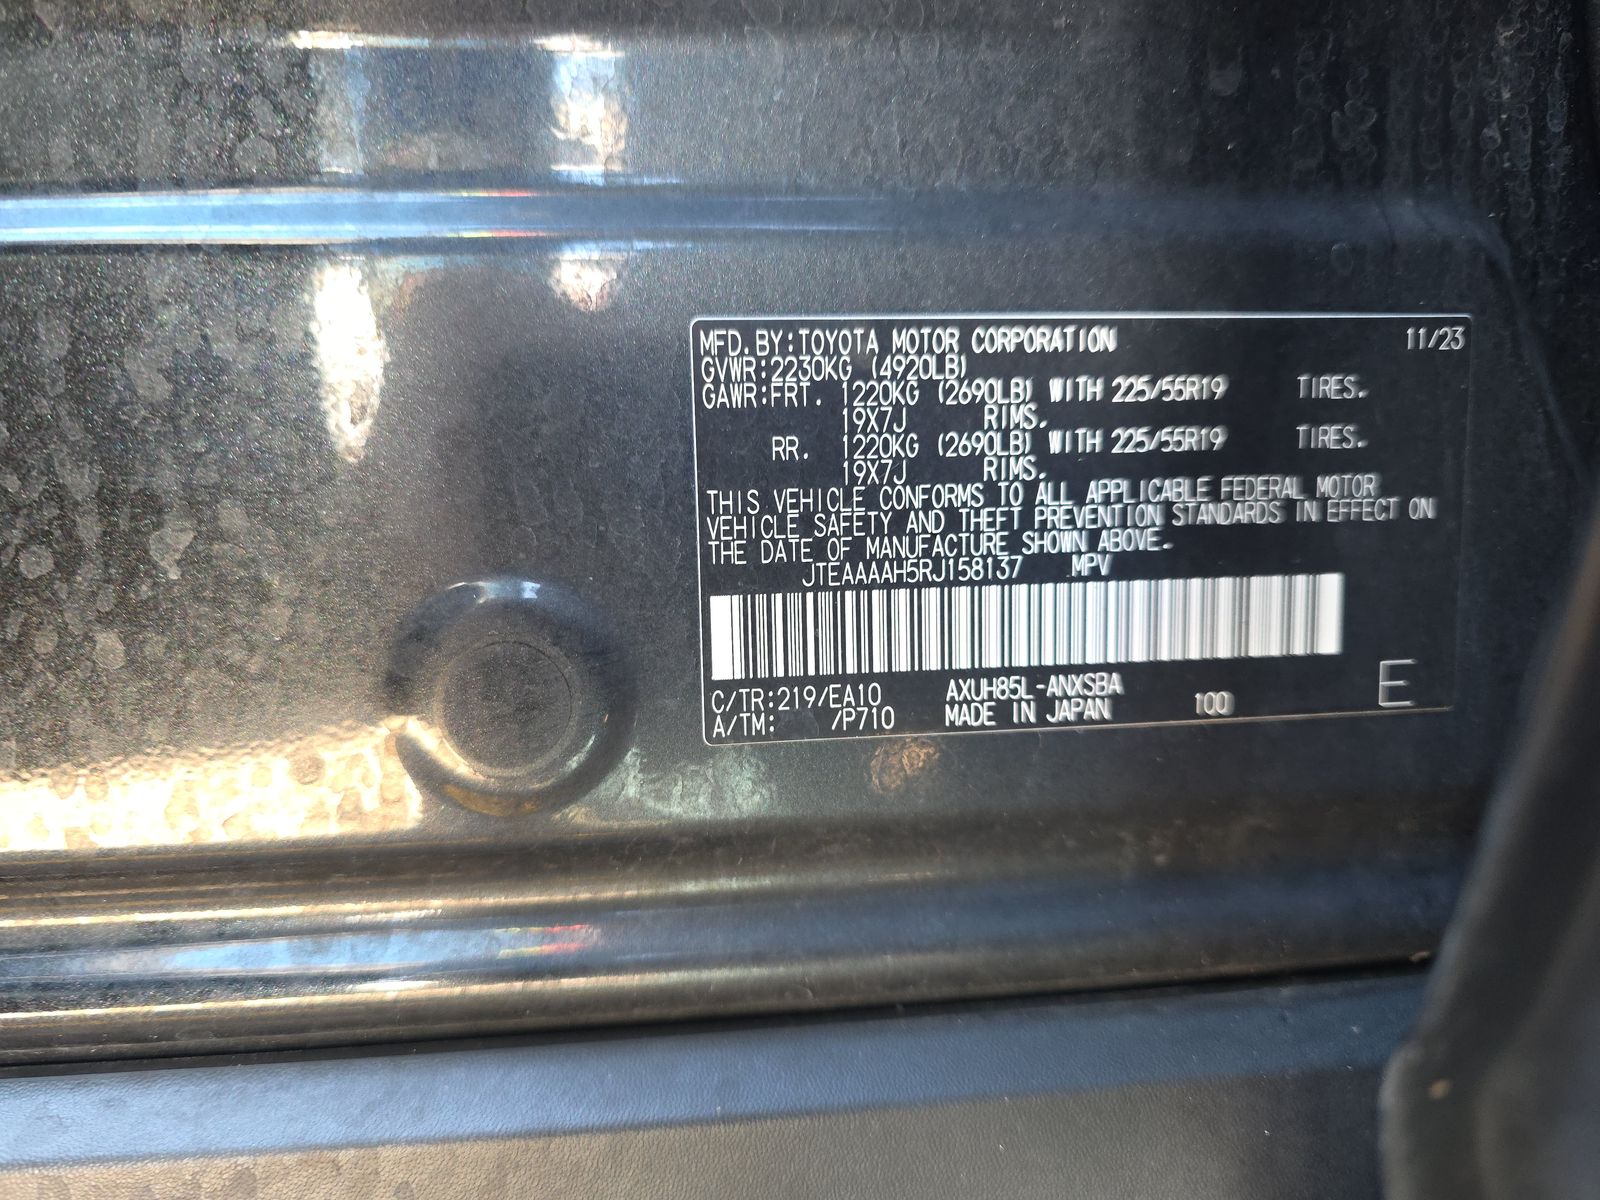 MFD. BY: TOYOTA MOTOR CORPORATION 11/23
GVWR: 2230KG (4920LB)
GAWR: FRT. 1220KG (2690LB) WITH 225/55R19 TIRES.
19X7J RIMS.
RR. 1220KG (2690LB) WITH 225/55R19 TIRES.
19X7J RIMS.
THIS VEHICLE CONFORMS TO ALL APPLICABLE FEDERAL MOTOR
VEHICLE SAFETY AND THEFT PREVENTION STANDARDS IN EFFECT ON
THE DATE OF MANUFACTURE SHOWN ABOVE.
JTEAAAAH5RJ158137 MPV
C/TR: 219/EA10 AXUH85L-ANXSBA
A/TM: /P710 MADE IN JAPAN 100 E